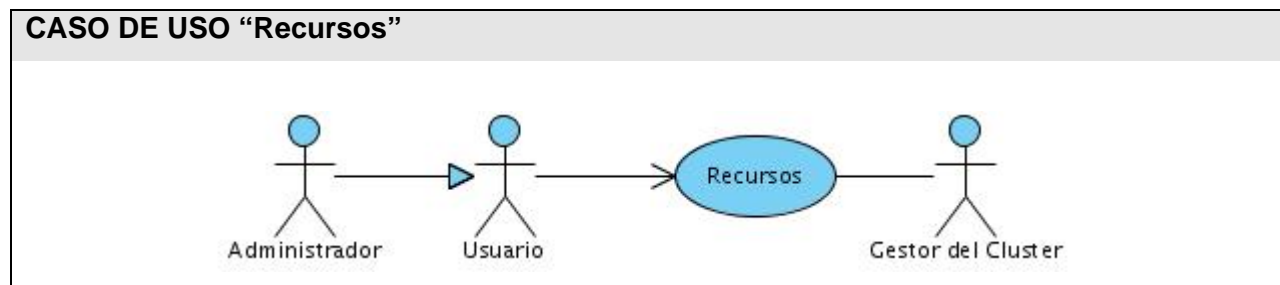 CASO DE USO “Recursos”
Recursos
Administrador
Usuario
Gestor del Cluster